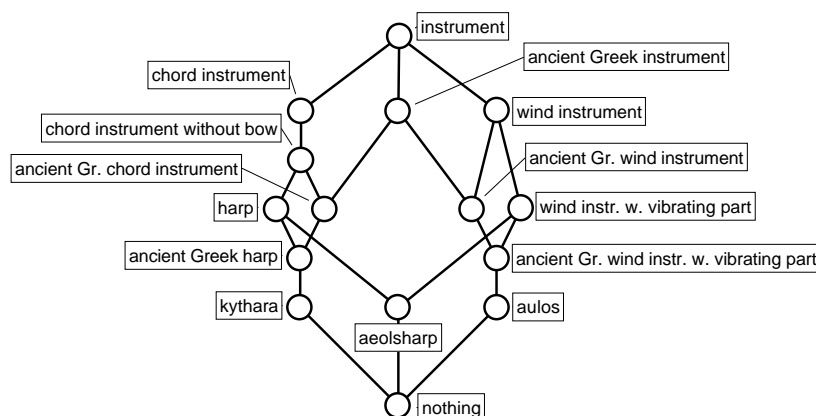 instrument
ancient Greek instrument
chord instrument
wind instrument
chord instrument without bow
ancient Gr. chord instrument
ancient Gr. wind instrument
harp
wind instr. w. vibrating part
ancient Greek harp
ancient Gr. wind instr. w. vibrating part
kythara
aulos
aeolsharp
nothing